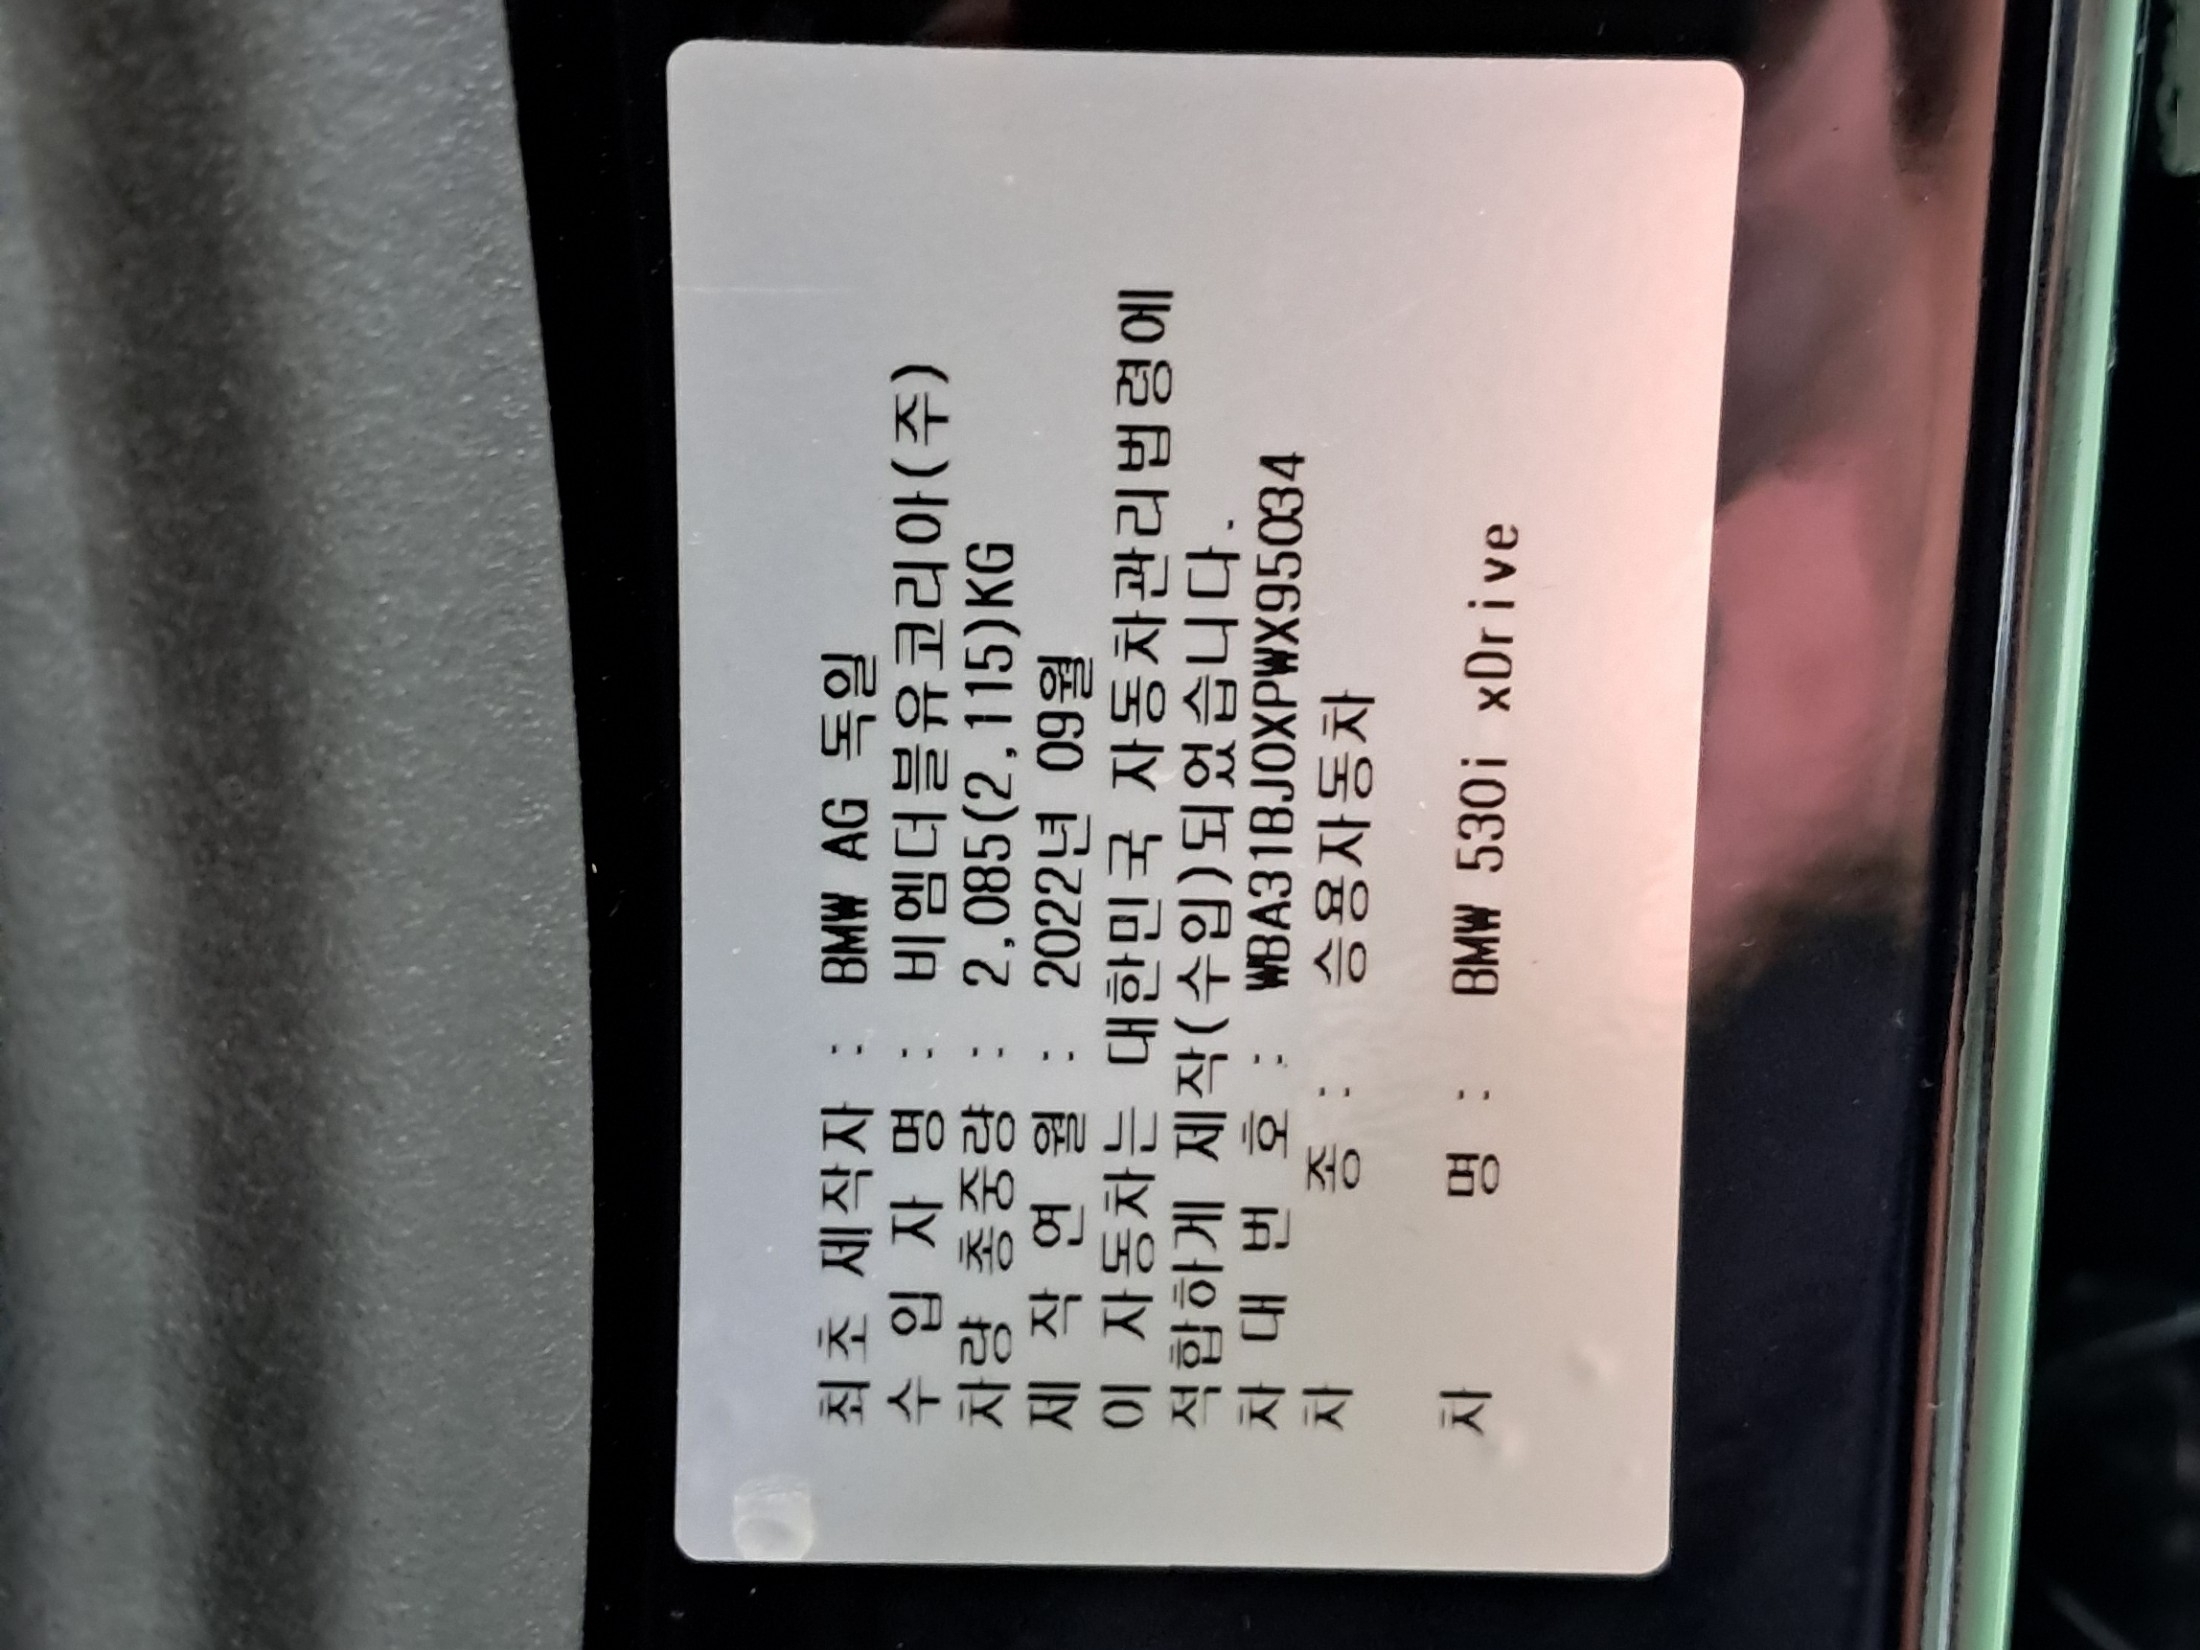 최초 제작자 : BMW AG 독일
수 입 자 명 : 비엠더블유코리아(주)
차량 총중량 : 2,085(2,115)KG
제 작 연 월 : 2022년 09월
이 자동차는 대한민국 자동차관리법령에
적합하게 제작(수입)되었습니다.
차 대 번 호 : WBA31BJ0XPWX95034
차 종 : 승용자동차
차 명 : BMW 530i xDrive